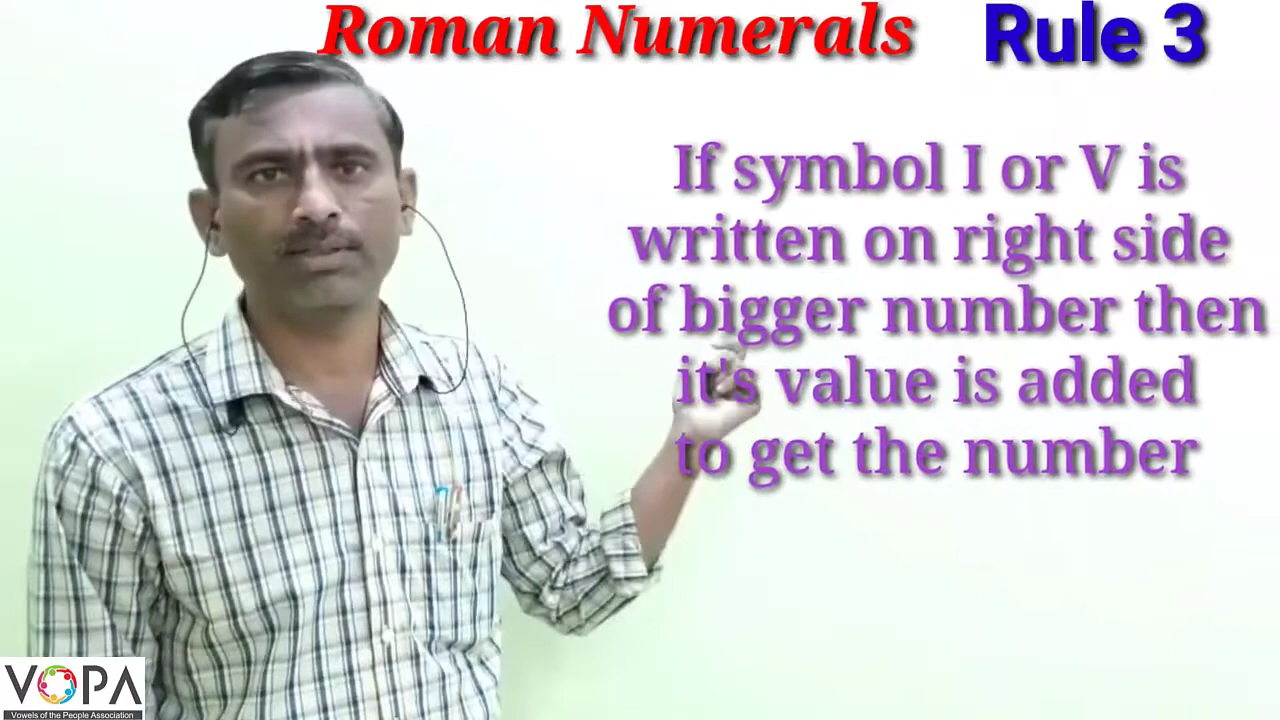 Roman Numerals Rule 3
If symbol I or V is
written on right side
of bigger number then
it's value is added
to get the number
VOPA
Vowels of the People Association